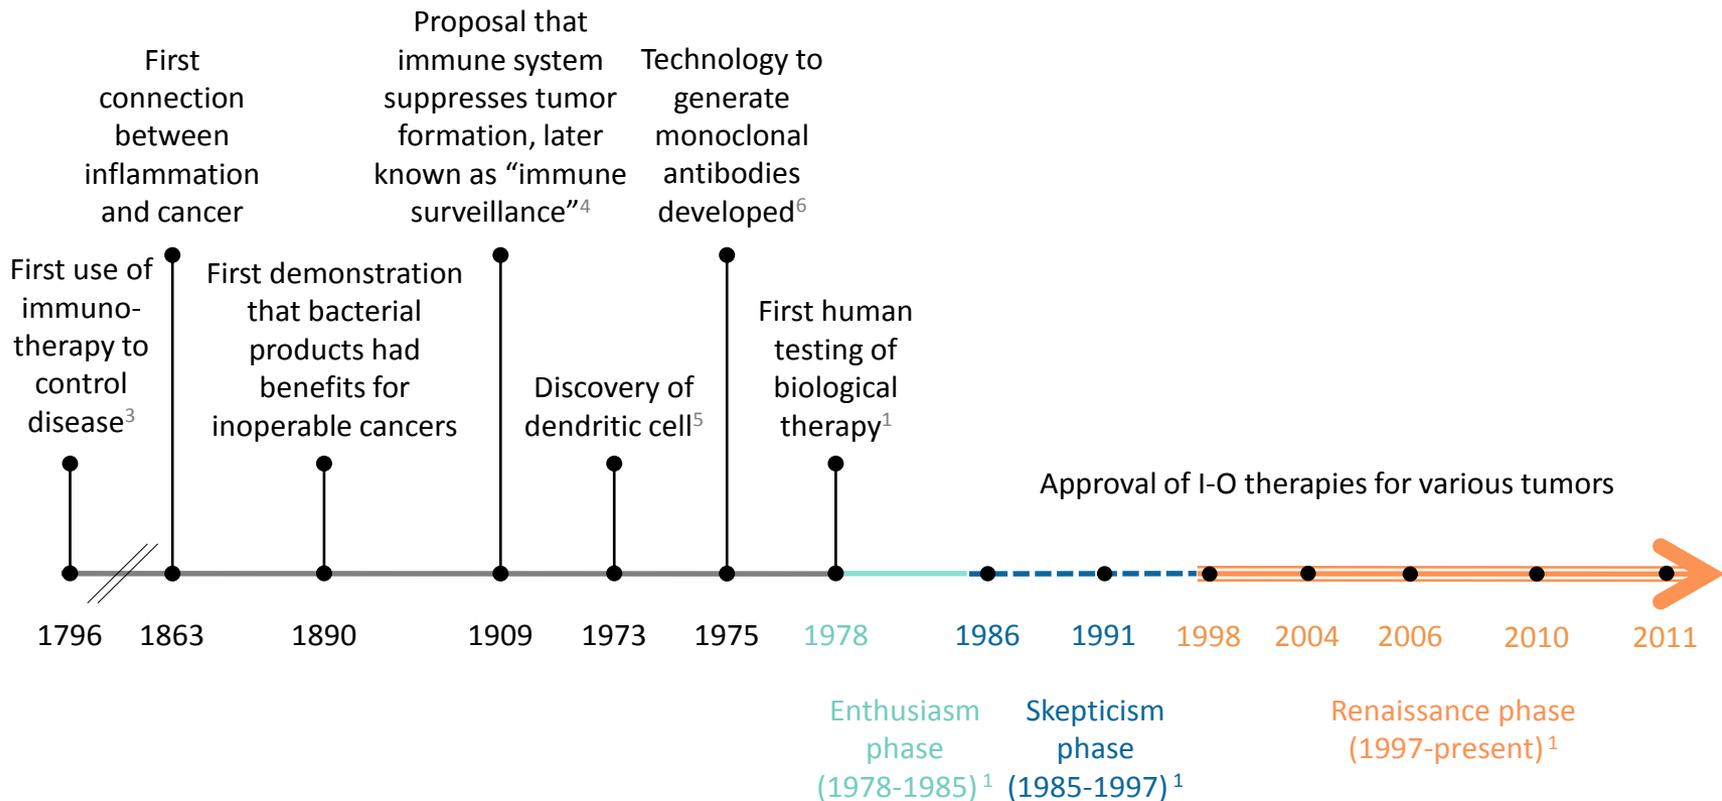 First
connection
between
inflammation
and cancer
Proposal that
immune system
suppresses tumor
formation, later
known as “immune
surveillance”4
Technology to
generate
monoclonal
antibodies
developed6
First use of
immuno-
therapy to
control
disease3
First demonstration
that bacterial
products had
benefits for
inoperable cancers
Discovery of
dendritic cell5
First human
testing of
biological
therapy1
Approval of I-O therapies for various tumors
1796 1863 1890 1909 1973 1975 1978 1986 1991 1998 2004 2006 2010 2011
Enthusiasm
phase
(1978-1985) 1
Skepticism
phase
(1985-1997) 1
Renaissance phase
(1997-present) 1